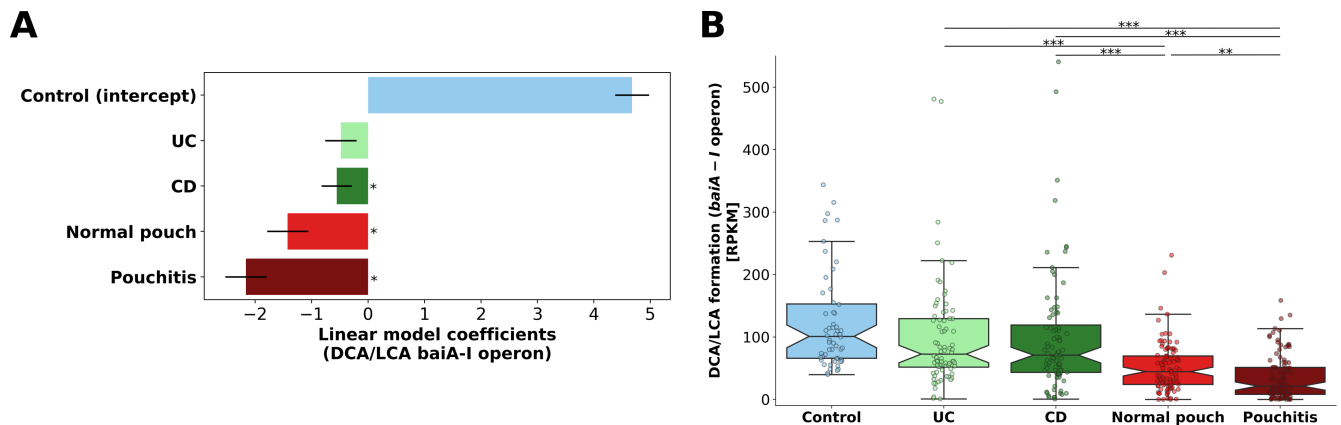 A
Control (intercept)
UC
CD *
Normal pouch *
Pouchitis *
−2 −1 0 1 2 3 4 5
Linear model coefficients
(DCA/LCA baiA-I operon)
B
***
***
***
*** **
DCA/LCA formation (baiA − I operon)
[RPKM]
500
400
300
200
100
0
Control UC CD Normal pouch Pouchitis